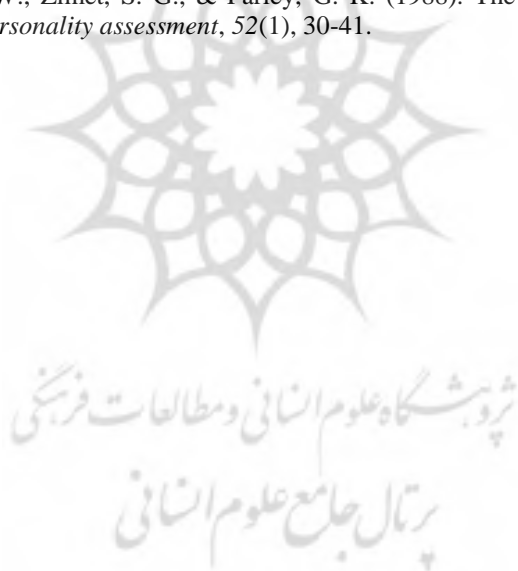 W., Zimet, S. G., & Farley, G. K. (1988). The
rsonality assessment, 52(1), 30-41.
پژوهشگاه علوم انسانی و مطالعات فرهنگی
پرتال جامع علوم انسانی